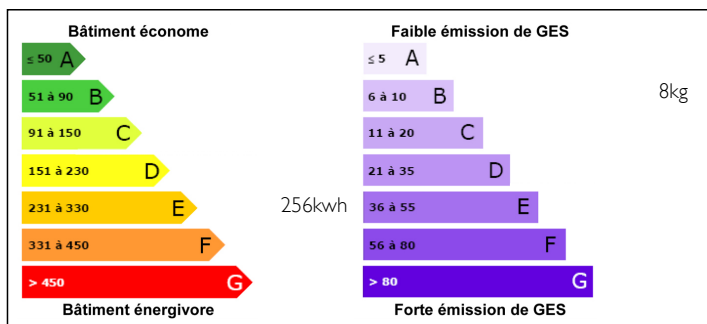 Bâtiment économe
≤ 50 A
51 à 90 B
91 à 150 C
151 à 230 D
231 à 330 E
256kwh
331 à 450 F
> 450 G
Bâtiment énergivore
Faible émission de GES
≤ 5 A
6 à 10 B
8kg
11 à 20 C
21 à 35 D
36 à 55 E
56 à 80 F
> 80 G
Forte émission de GES